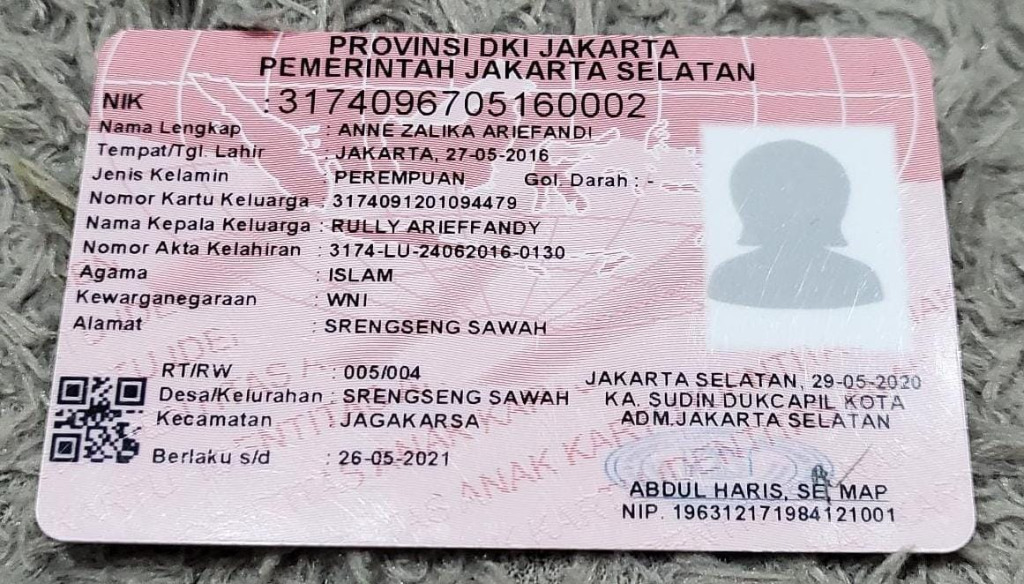 PROVINSI DKI JAKARTA
PEMERINTAH JAKARTA SELATAN
NIK : 3174096705160002
Nama Lengkap : ANNE ZALIKA ARIEFANDI
Tempat/Tgl. Lahir : JAKARTA, 27-05-2016
Jenis Kelamin : PEREMPUAN Gol. Darah : -
Nomor Kartu Keluarga : 3174091201094479
Nama Kepala Keluarga : RULLY ARIEFFANDY
Nomor Akta Kelahiran : 3174-LU-24062016-0130
Agama : ISLAM
Kewarganegaraan : WNI
Alamat : SRENGSENG SAWAH
RT/RW : 005/004
Desa/Kelurahan : SRENGSENG SAWAH
Kecamatan : JAGAKARSA
Berlaku s/d : 26-05-2021
JAKARTA SELATAN, 29-05-2020
KA. SUDIN DUKCAPIL KOTA
ADM.JAKARTA SELATAN
ABDUL HARIS, SE, MAP
NIP. 196312171984121001